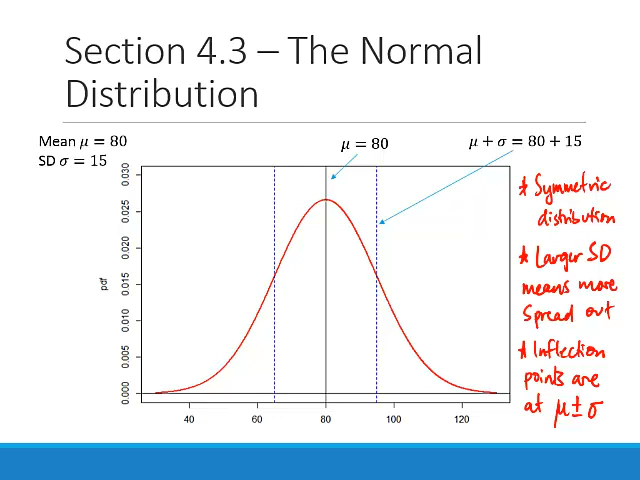 Section 4.3 – The Normal
Distribution
Mean μ = 80
SD σ = 15
μ = 80
μ + σ = 80 + 15
0.030
0.025
0.020
0.015
0.010
0.005
0.000
pdf
40
60
80
100
120
* Symmetric
distribution
* Larger SD
means more
spread out
* Inflection
points are
at μ ± σ